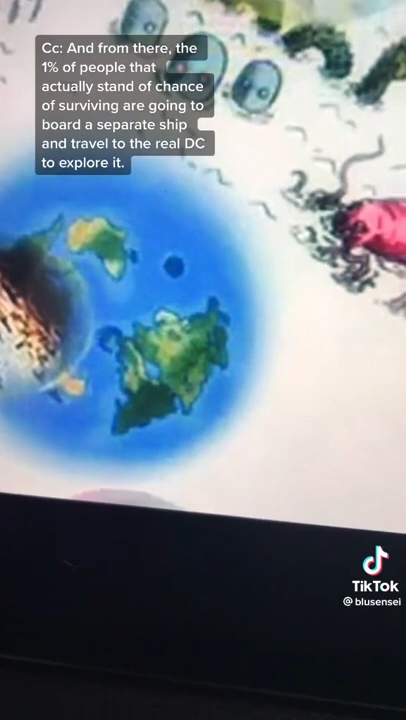 Cc: And from there, the
1% of people that
actually stand of chance
of surviving are going to
board a separate ship
and travel to the real DC
to explore it.
TikTok
@blusensei